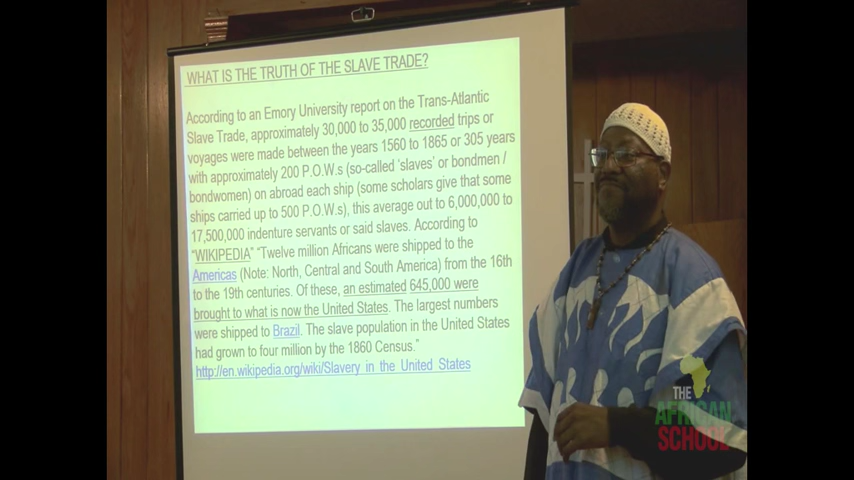 WHAT IS THE TRUTH OF THE SLAVE TRADE?
According to an Emory University report on the Trans-Atlantic
Slave Trade, approximately 30,000 to 35,000 recorded trips or
voyages were made between the years 1560 to 1865 or 305 years
with approximately 200 P.O.W.s (so-called 'slaves' or bondmen /
bondwomen) on abroad each ship (some scholars give that some
ships carried up to 500 P.O.W.s), this average out to 6,000,000 to
17,500,000 indenture servants or said slaves. According to
"WIKIPEDIA" "Twelve million Africans were shipped to the
Americas (Note: North, Central and South America) from the 16th
to the 19th centuries. Of these, an estimated 645,000 were
brought to what is now the United States. The largest numbers
were shipped to Brazil. The slave population in the United States
had grown to four million by the 1860 Census."
http://en.wikipedia.org/wiki/Slavery_in_the_United_States
THE
AFRICAN
SCHOOL